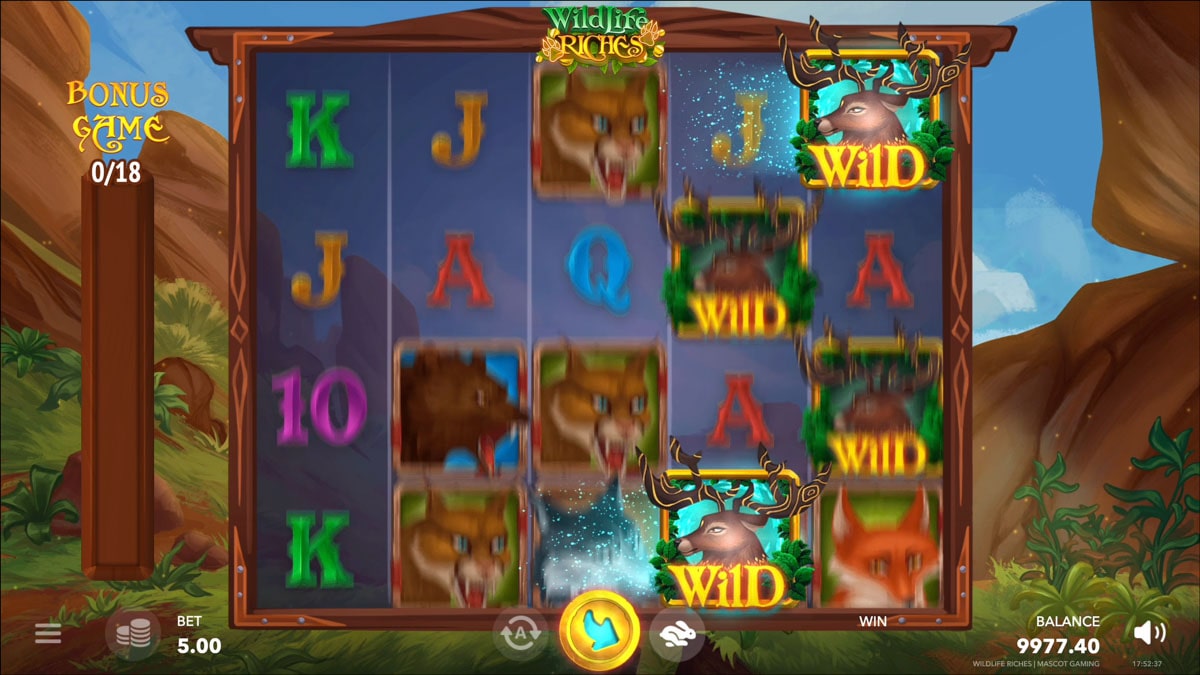 WildLife
RICHES
BONUS
GAME
0/18
K
J
J
WilD
J
A
Q
WilD
A
10
A
WilD
K
WilD
BET
5.00
A
WIN
BALANCE
9977.40
WILDLIFE RICHES | MASCOT GAMING
17:52:37